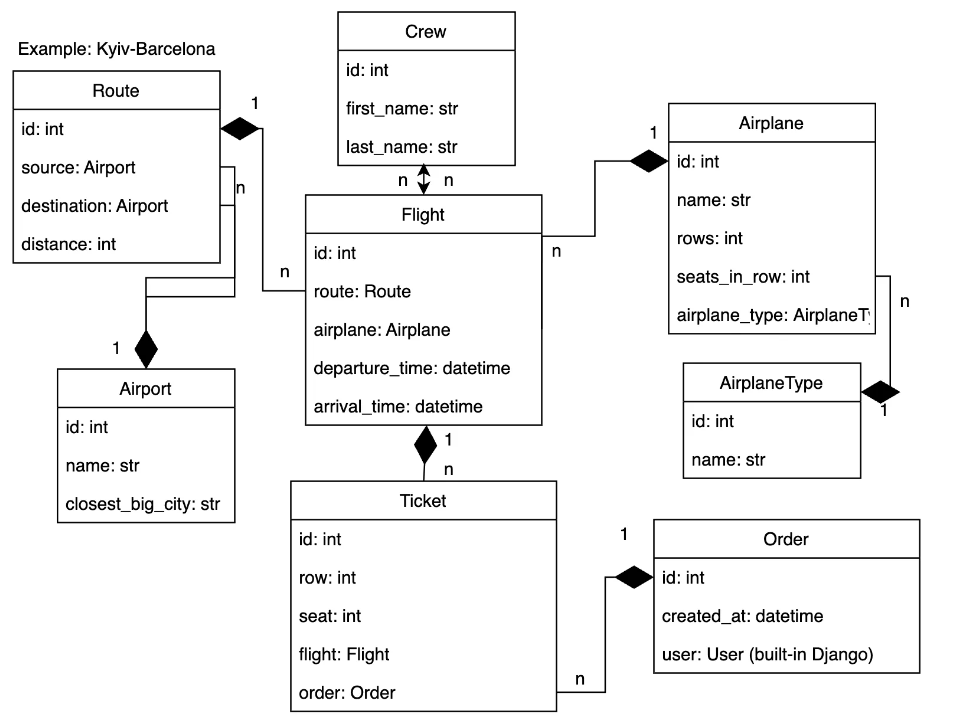 Example: Kyiv-Barcelona
Route
id: int
source: Airport
destination: Airport
distance: int
1
n
n
1
Airport
id: int
name: str
closest_big_city: str
Crew
id: int
first_name: str
last_name: str
n
n
Flight
id: int
route: Route
airplane: Airplane
departure_time: datetime
arrival_time: datetime
1
n
Ticket
id: int
row: int
seat: int
flight: Flight
order: Order
1
n
Airplane
id: int
name: str
rows: int
seats_in_row: int
airplane_type: AirplaneTy
n
1
AirplaneType
id: int
name: str
1
n
Order
id: int
created_at: datetime
user: User (built-in Django)